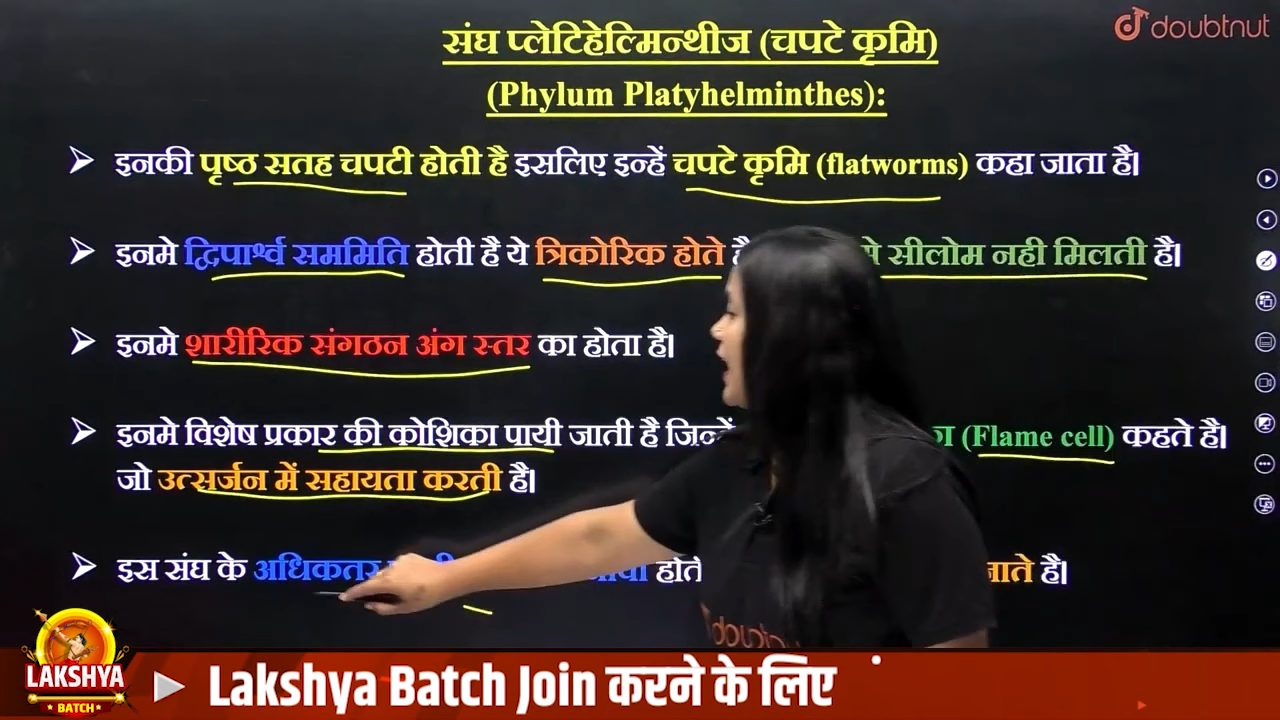 doubtnut
संघ प्लेटिहेल्मिन्थीज (चपटे कृमि)
(Phylum Platyhelminthes):
इनकी पृष्ठ सतह चपटी होती है इसलिए इन्हें चपटे कृमि (flatworms) कहा जाता है।
इनमे द्विपार्श्व सममिति होती है ये त्रिकोरिक होते सीलोम नही मिलती है।
इनमे शारीरिक संगठन अंग स्तर का होता है।
इनमे विशेष प्रकार की कोशिका पायी जाती है जिन्हें (Flame cell) कहते है।
जो उत्सर्जन में सहायता करती है।
इस संघ के अधिकतर होते है।
doubtnut
LAKSHYA
BATCH
Lakshya Batch Join करने के लिए